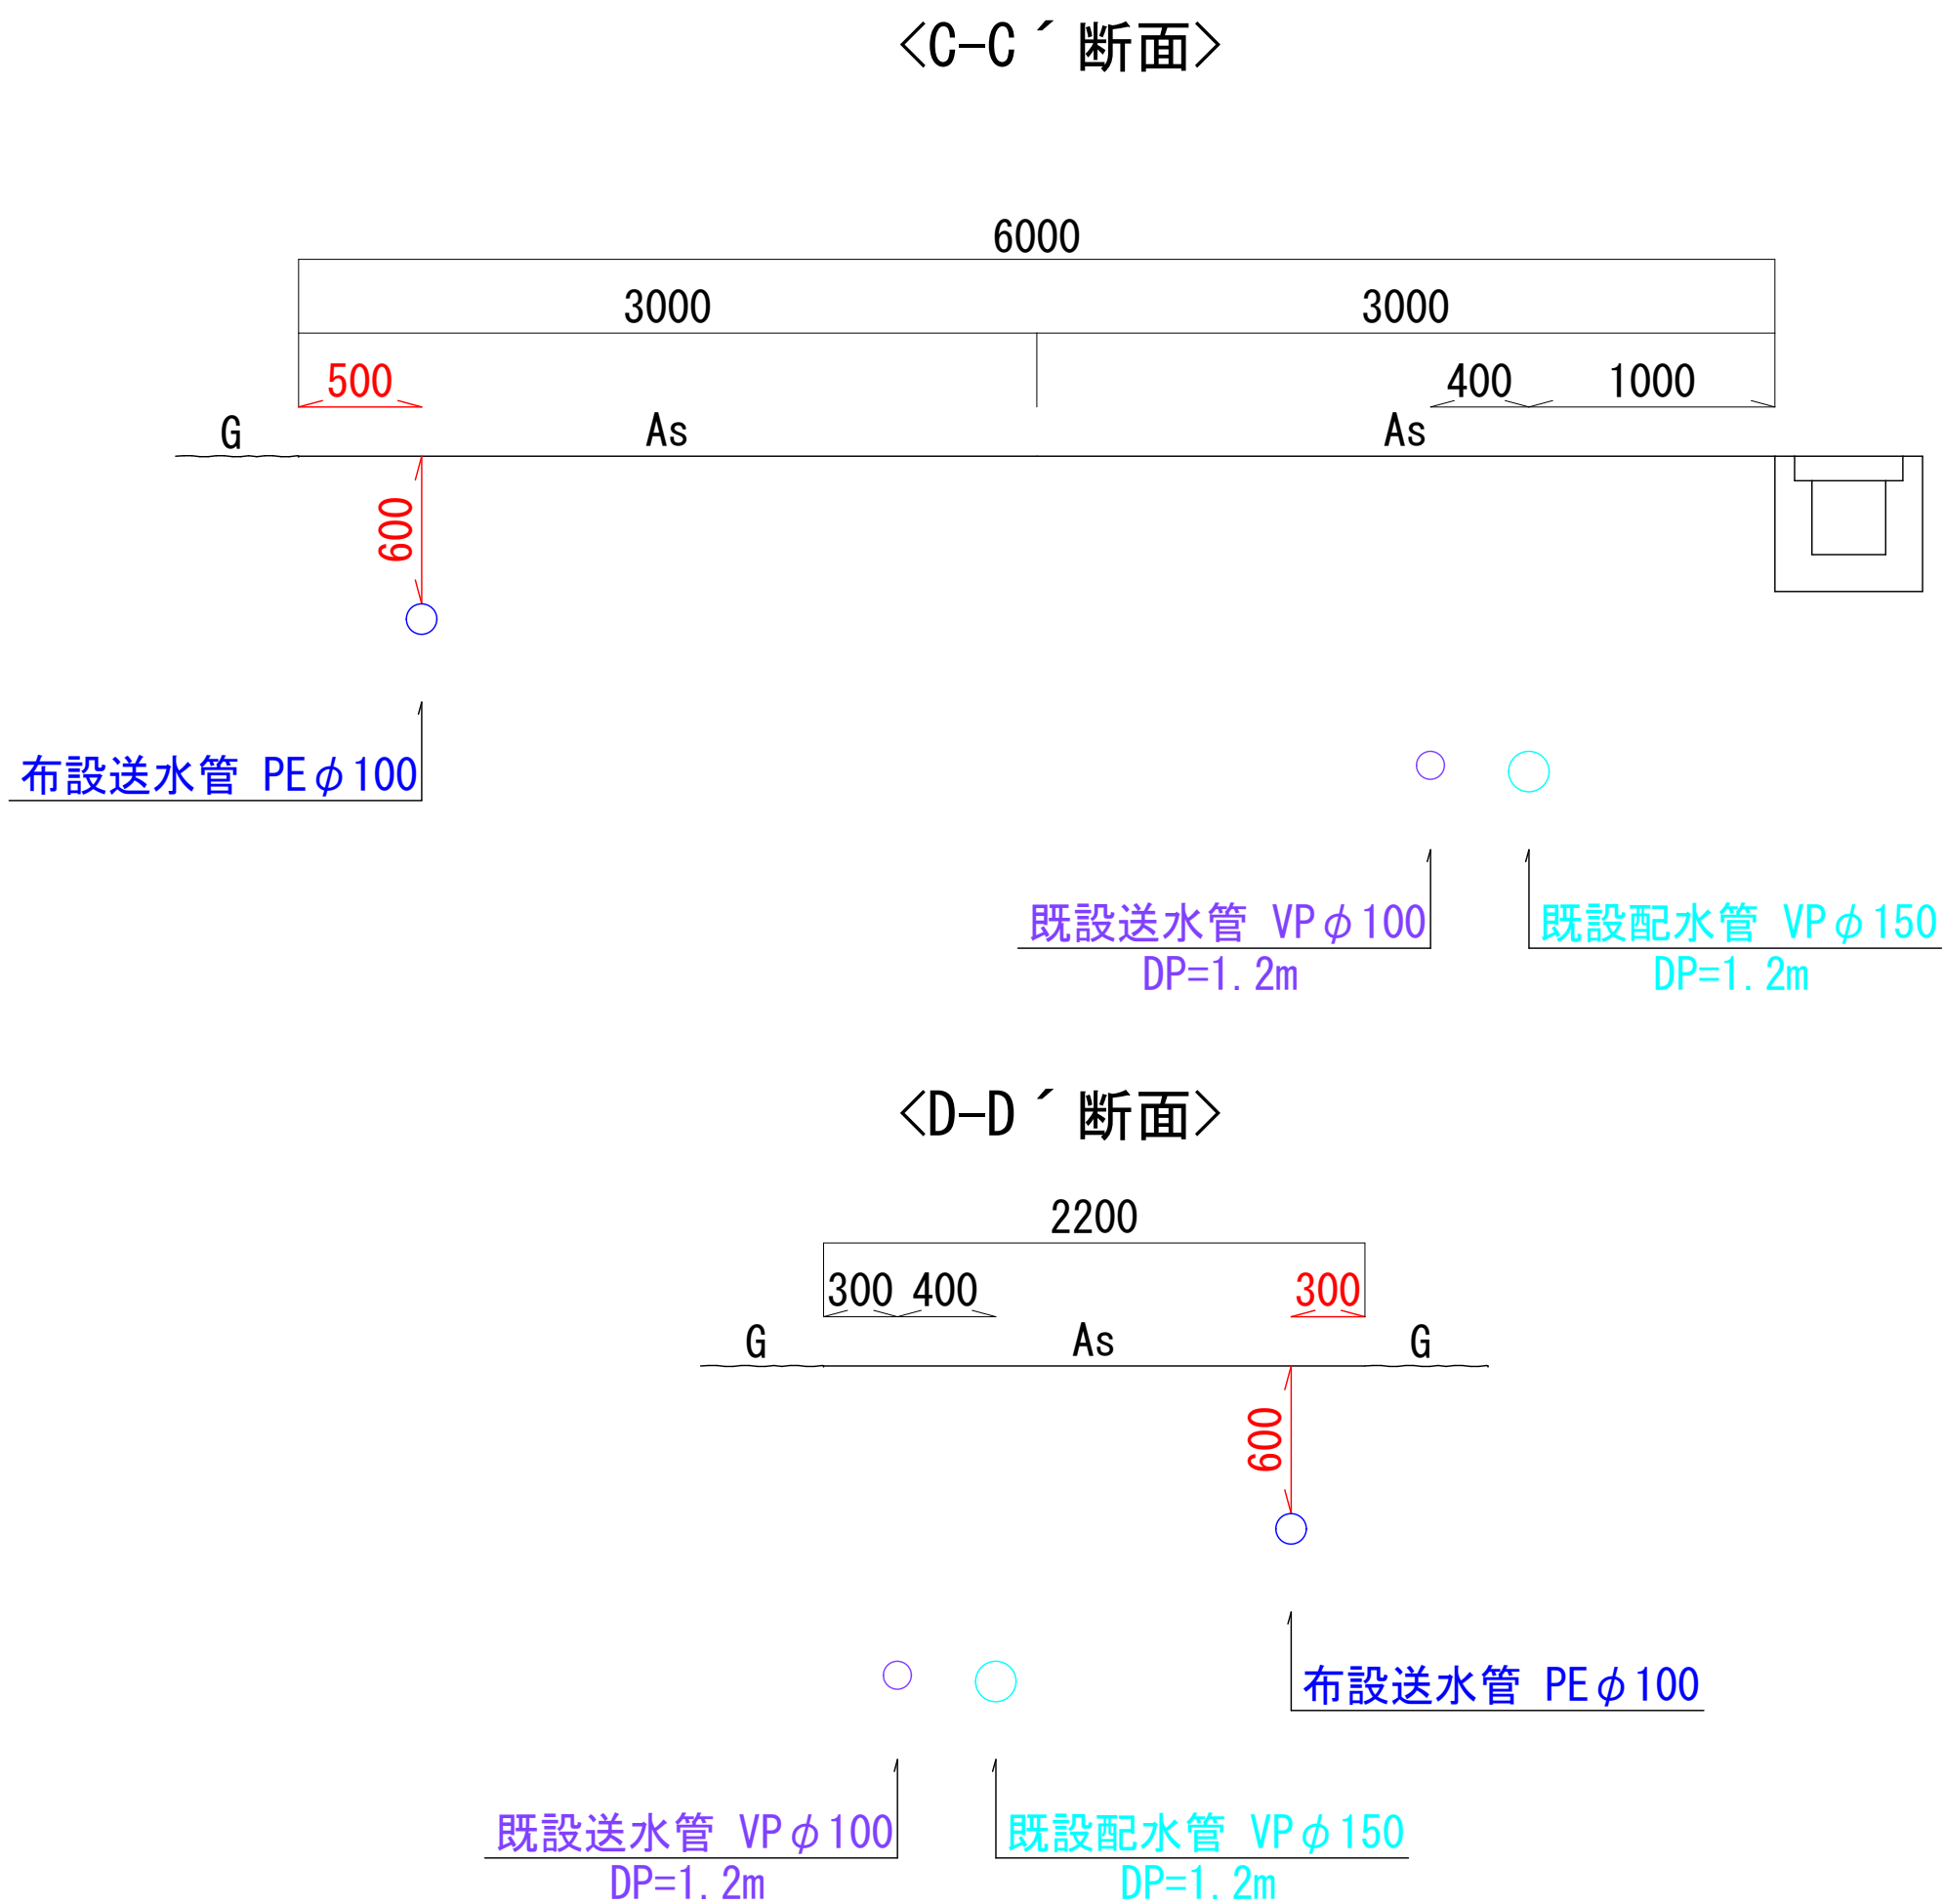 <C-C´断面>
6000
3000 3000
500 400 1000
G As As
600
布設送水管 PEφ100
既設送水管 VPφ100 既設配水管 VPφ150
DP=1.2m DP=1.2m
<D-D´断面>
2200
300 400 300
G As G
600
布設送水管 PEφ100
既設送水管 VPφ100 既設配水管 VPφ150
DP=1.2m DP=1.2m